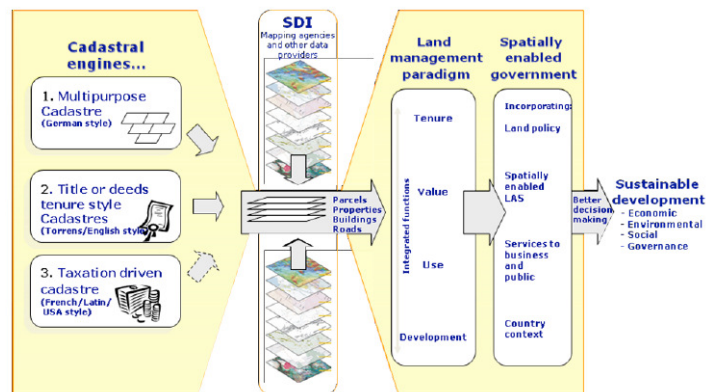 Cadastral
engines...
1. Multipurpose
Cadastre
(German style)
2. Title or deeds
tenure style
Cadastres
(Torrens/English style)
3. Taxation driven
cadastre
(French/Latin/
USA style)
SDI
Mapping agencies
and other data
providers
Parcels
Properties
Buildings
Roads
Land
management
paradigm
Integrated functions
Tenure
Value
Use
Development
Spatially
enabled
government
Incorporating:
Land policy
Spatially
enabled
LAS
Services to
business
and
public
Country
context
Better
decision
making
Sustainable
development
- Economic
- Environmental
- Social
- Governance